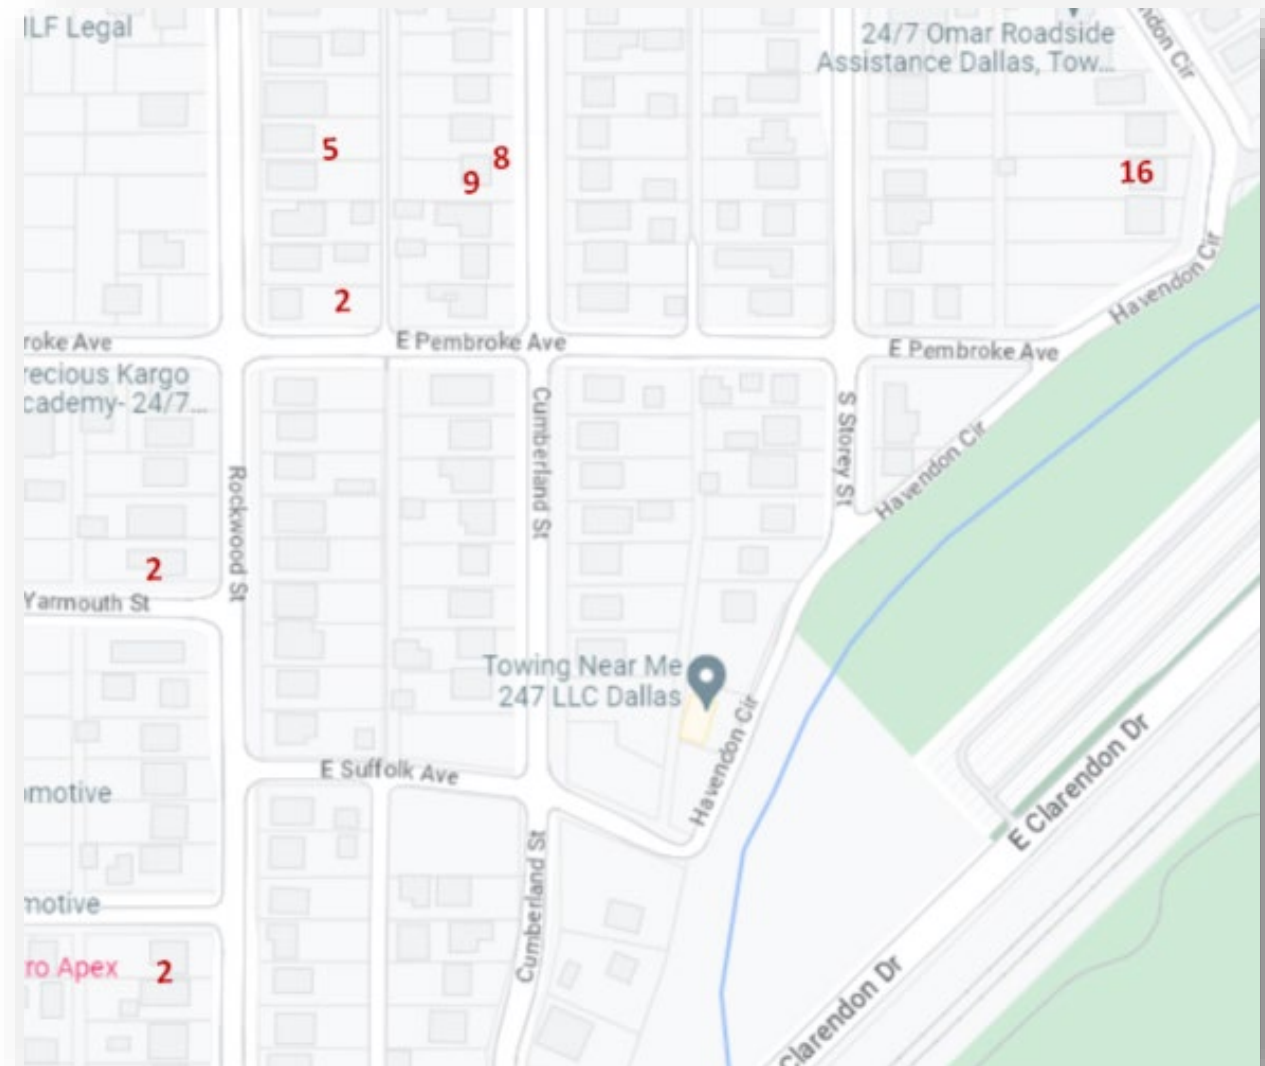 ILF Legal
24/7 Omar Roadside
Assistance Dallas, Tow...
ndon Cir
5
8
9
16
2
Havendon Cir
roke Ave
E Pembroke Ave
E Pembroke Ave
recious Kargo
cademy- 24/7...
Cumberland St
S Storey St
Havendon Cir
Rockwood St
2
Yarmouth St
Towing Near Me
247 LLC Dallas
Havendon Cir
E Suffolk Ave
omotive
E Clarendon Dr
Cumberland St
motive
ro Apex
2
Clarendon Dr